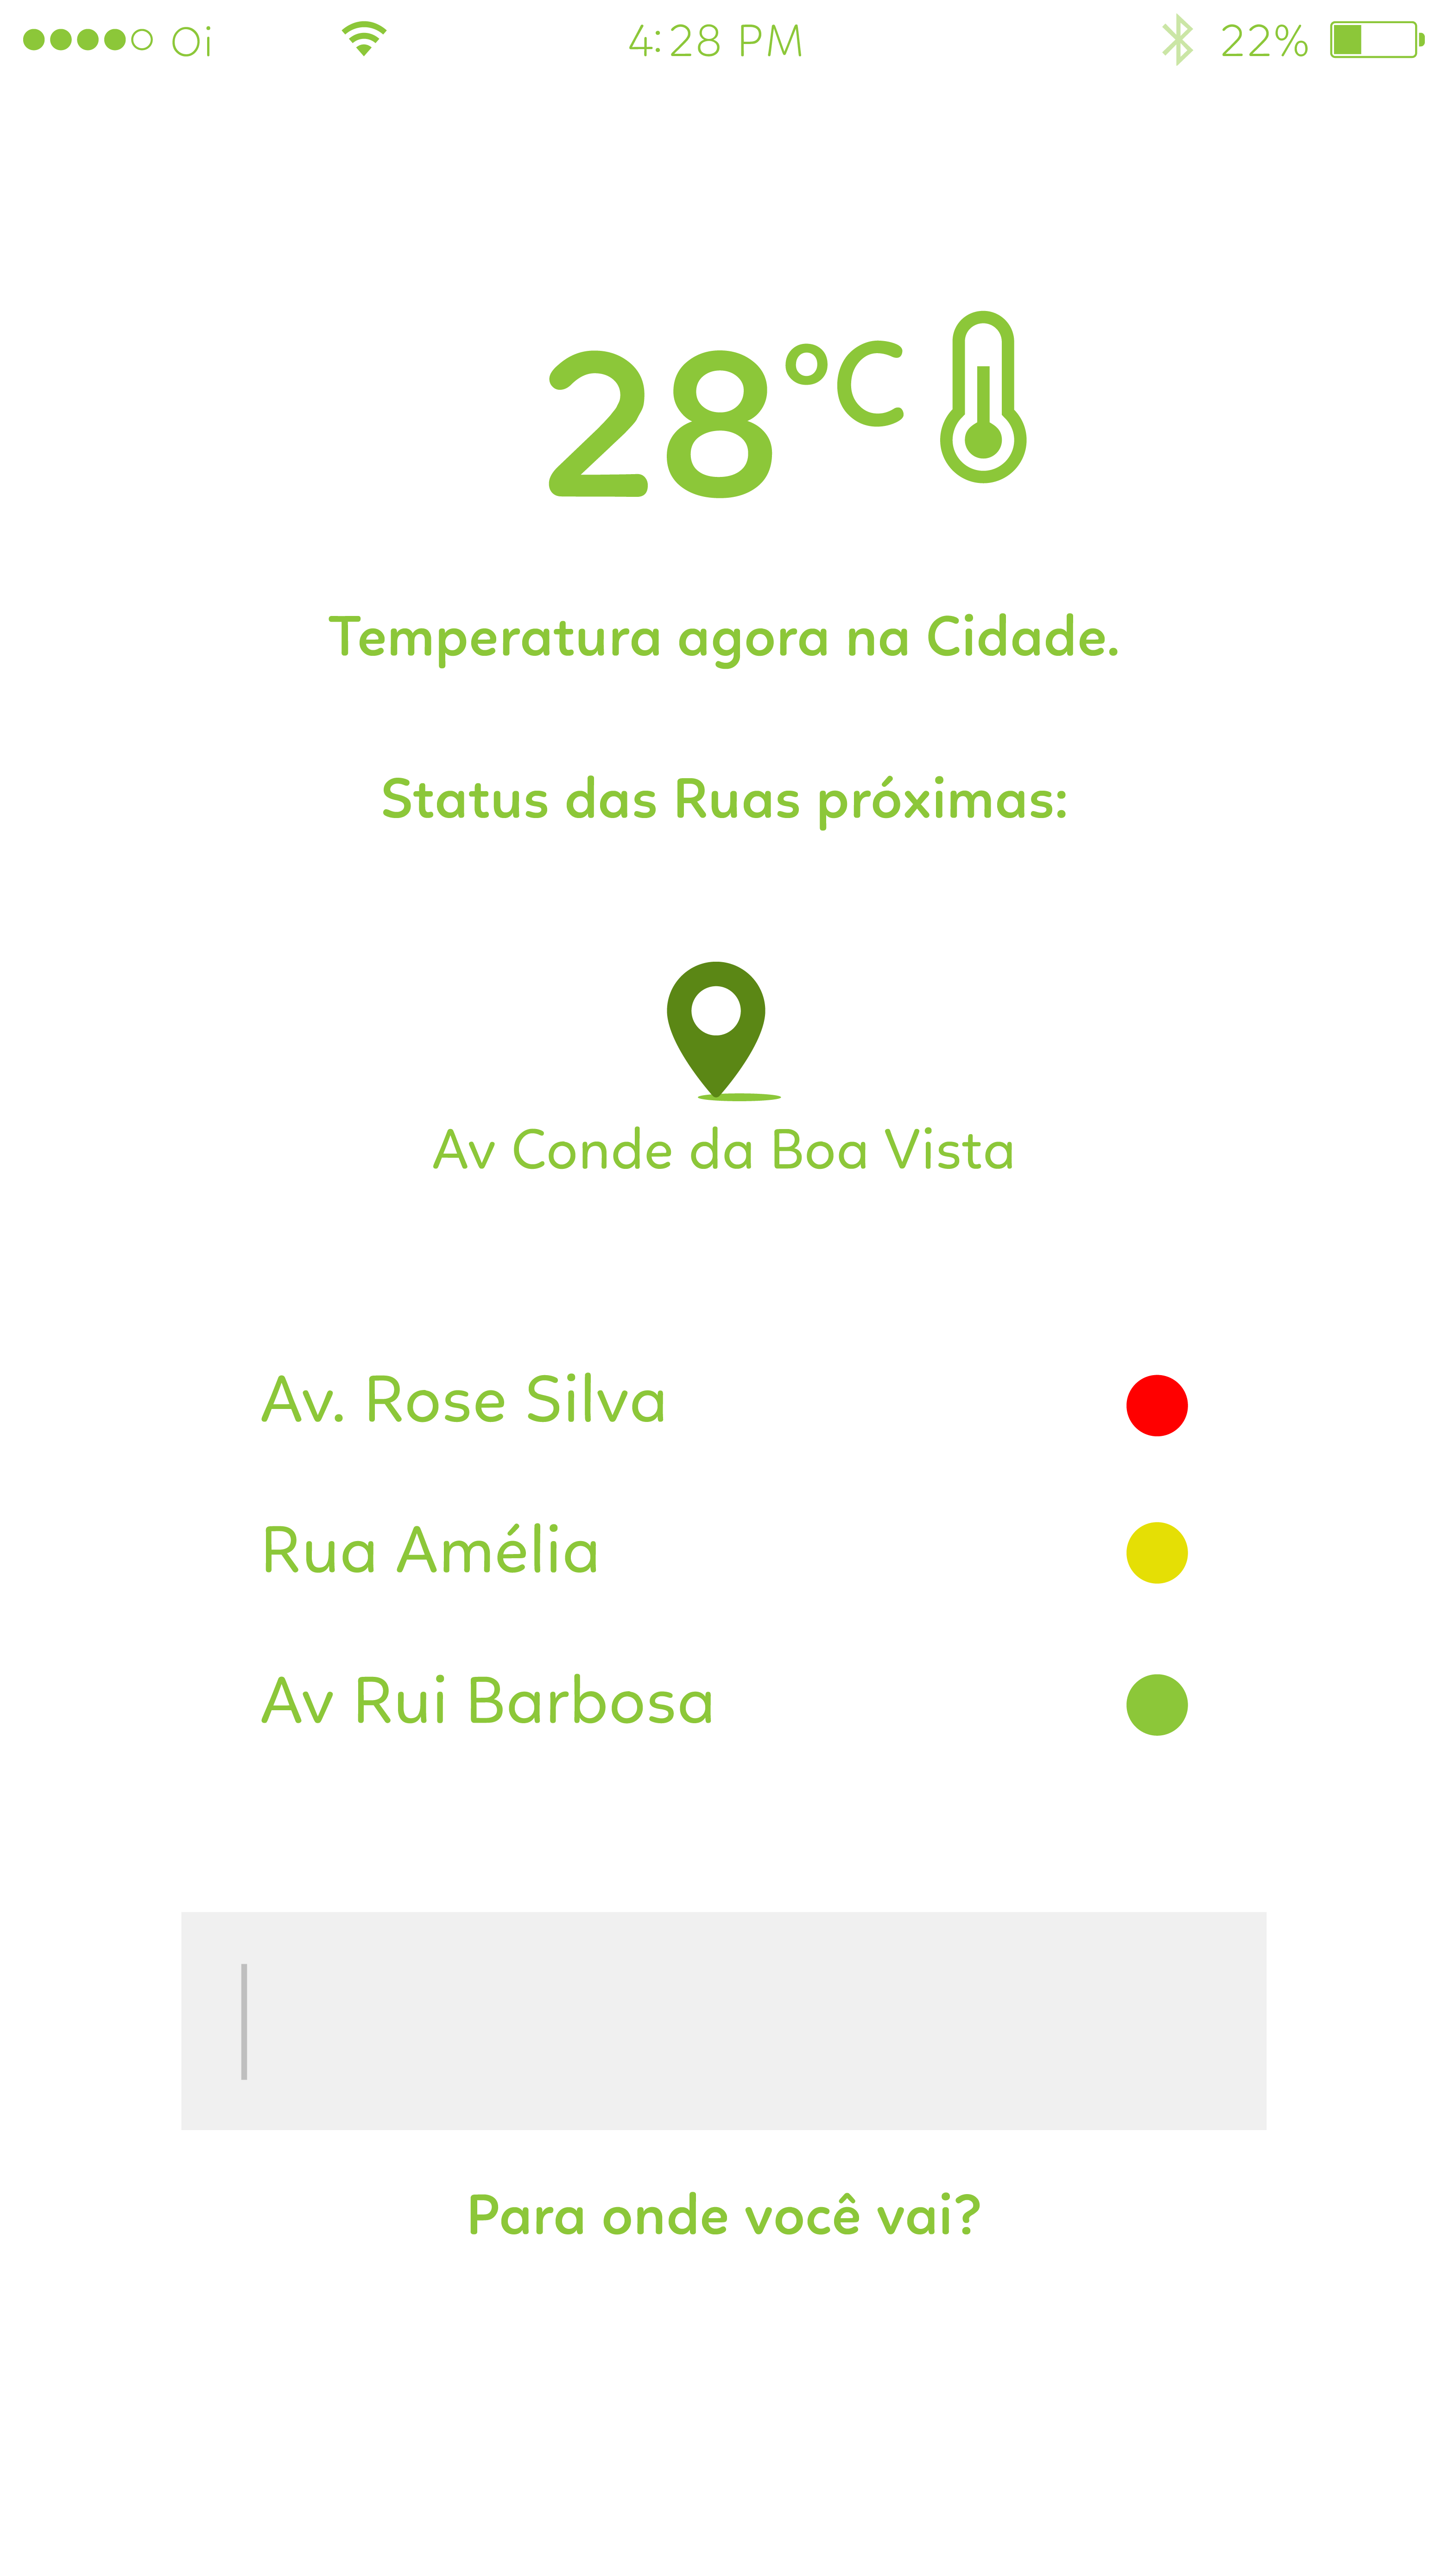 Oi 4:28 PM 22%
28°C
Temperatura agora na Cidade.
Status das Ruas próximas:
Av Conde da Boa Vista
Av. Rose Silva
Rua Amélia
Av Rui Barbosa
Para onde você vai?